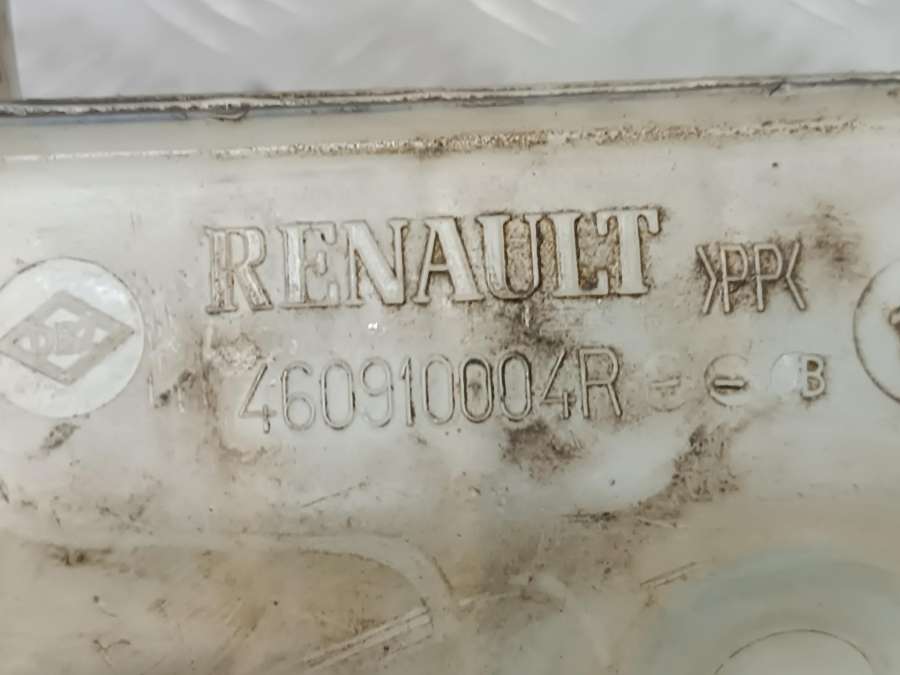 RENAULT >PP<
460910004R - - B